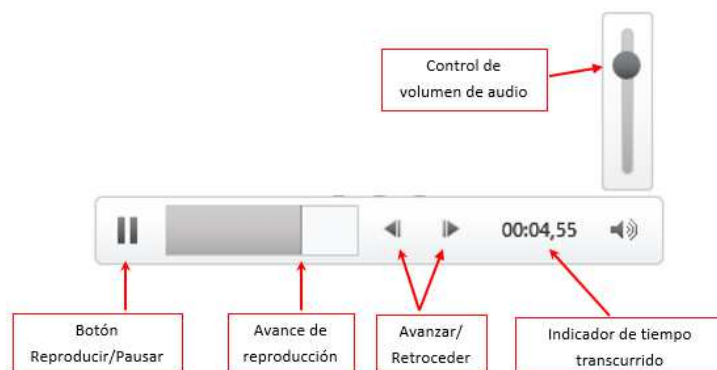 Control de
volumen de audio
00:04,55
Botón
Reproducir/Pausar
Avance de
reproducción
Avanzar/
Retroceder
Indicador de tiempo
transcurrido